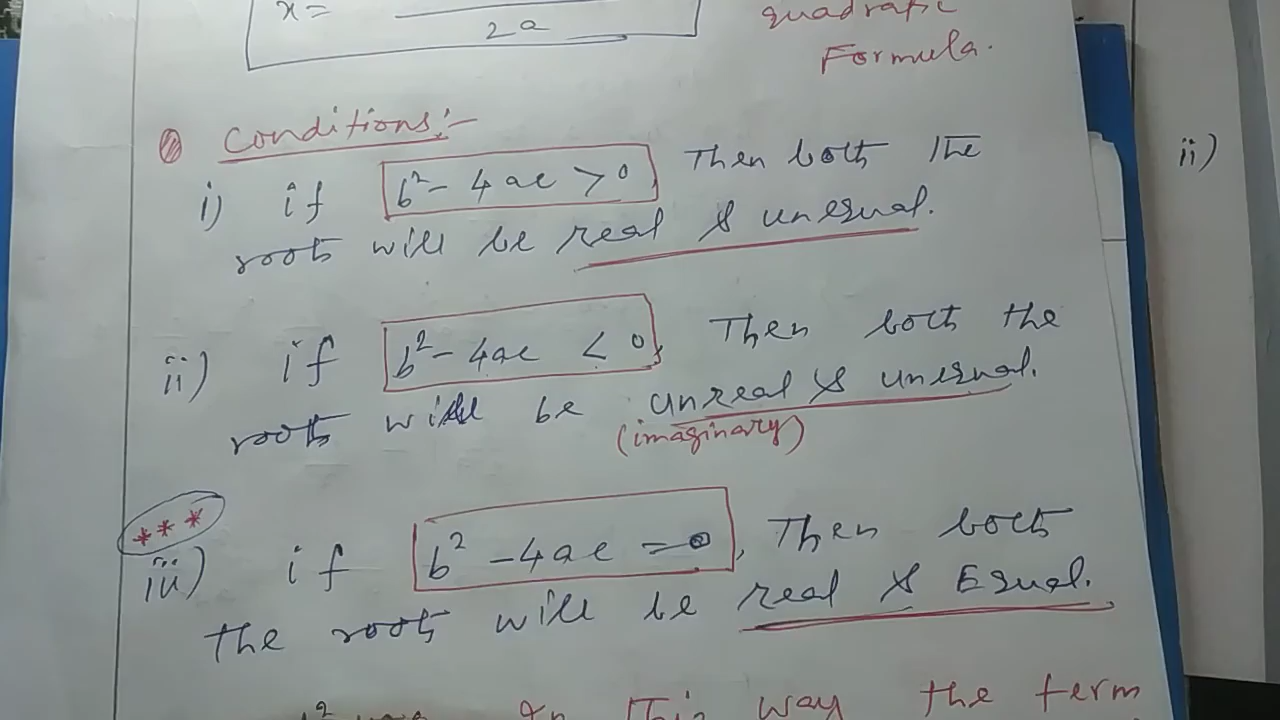 x =
2a
quadratic
Formula.
Conditions:-
i) if b² - 4ac > 0, Then both the
roots will be real & unequal.
ii)
ii) if b² - 4ac < 0, Then both the
roots will be unreal & unequal.
(imaginary)
***
iii) if b² - 4ac = 0, Then both
the roots will be real & Equal.
In This way the term